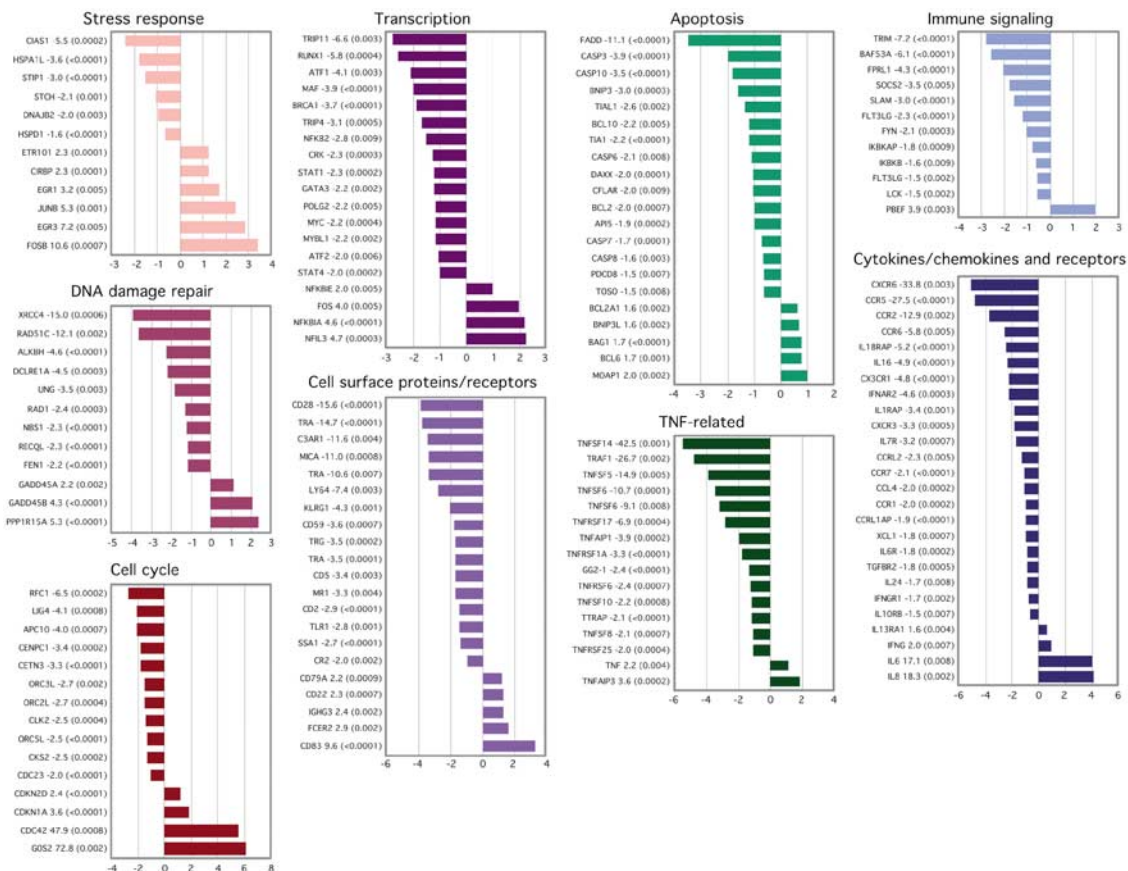 Stress response
CIAS1 -5.5 (0.0002)
HSPA1L -3.6 (<0.0001)
STIP1 -3.0 (<0.0001)
STCH -2.1 (0.001)
DNAJB2 -2.0 (0.003)
HSPD1 -1.6 (<0.0001)
ETR101 2.3 (0.0001)
CIRBP 2.3 (0.0001)
EGR1 3.2 (0.005)
JUNB 5.3 (0.001)
EGR3 7.2 (0.005)
FOSB 10.6 (0.0007)
-3 -2 -1 0 1 2 3 4
DNA damage repair
XRCC4 -15.0 (0.0006)
RAD51C -12.1 (0.002)
ALKBH -4.6 (<0.0001)
DCLRE1A -4.5 (0.0003)
UNG -3.5 (0.003)
RAD1 -2.4 (0.0003)
NBS1 -2.3 (<0.0001)
RECQL -2.3 (<0.0001)
FEN1 -2.2 (<0.0001)
GADD45A 2.2 (0.002)
GADD45B 4.3 (<0.0001)
PPP1R15A 5.3 (<0.0001)
-5 -4 -3 -2 -1 0 1 2 3
Cell cycle
RFC1 -6.5 (0.0002)
LIG4 -4.1 (0.0008)
APC10 -4.0 (0.0007)
CENPC1 -3.4 (0.0002)
CETN3 -3.3 (<0.0001)
ORC3L -2.7 (0.002)
ORC2L -2.7 (0.0004)
CLK2 -2.5 (0.0004)
ORC5L -2.5 (<0.0001)
CKS2 -2.5 (0.0002)
CDC23 -2.0 (<0.0001)
CDKN2D 2.4 (<0.0001)
CDKN1A 3.6 (<0.0001)
CDC42 47.9 (0.0008)
G0S2 72.8 (0.002)
-4 -2 0 2 4 6 8
Transcription
TRIP11 -6.6 (0.003)
RUNX1 -5.8 (0.0004)
ATF1 -4.1 (0.003)
MAF -3.9 (<0.0001)
BRCA1 -3.7 (<0.0001)
TRIP4 -3.1 (0.0005)
NFKB2 -2.8 (0.009)
CRK -2.3 (0.0003)
STAT1 -2.3 (0.0002)
GATA3 -2.2 (0.002)
POLG2 -2.2 (0.005)
MYC -2.2 (0.0004)
MYBL1 -2.2 (0.002)
ATF2 -2.0 (0.006)
STAT4 -2.0 (0.0002)
NFKBIE 2.0 (0.005)
FOS 4.0 (0.005)
NFKBIA 4.6 (<0.0001)
NFIL3 4.7 (0.0003)
-3 -2 -1 0 1 2 3
Cell surface proteins/receptors
CD28 -15.6 (<0.0001)
TRA -14.7 (<0.0001)
C3AR1 -11.6 (0.004)
MICA -11.0 (0.0008)
TRA -10.6 (0.007)
LY64 -7.4 (0.003)
KLRG1 -4.3 (0.001)
CD59 -3.6 (0.0007)
TRG -3.5 (0.0002)
TRA -3.5 (0.0001)
CD5 -3.4 (0.003)
MR1 -3.3 (0.004)
CD2 -2.9 (<0.0001)
TLR1 -2.8 (0.001)
SSA1 -2.7 (<0.0001)
CR2 -2.0 (0.002)
CD79A 2.2 (0.0009)
CD22 2.3 (0.0007)
IGHG3 2.4 (0.002)
FCER2 2.9 (0.002)
CD83 9.6 (<0.0001)
-4 -2 0 2 4
Apoptosis
FADD -11.1 (<0.0001)
CASP3 -3.9 (<0.0001)
CASP10 -3.5 (<0.0001)
BNIP3 -3.0 (0.0003)
TIAL1 -2.6 (0.002)
BCL10 -2.2 (0.005)
TIA1 -2.2 (<0.0001)
CASP6 -2.1 (0.008)
DAXX -2.0 (0.0001)
CFLAR -2.0 (0.009)
BCL2 -2.0 (0.0007)
API5 -1.9 (0.0002)
CASP7 -1.7 (0.0001)
CASP8 -1.6 (0.003)
PDCD8 -1.5 (0.007)
TOSO -1.5 (0.008)
BCL2A1 1.6 (0.002)
BNIP3L 1.6 (0.002)
BAG1 1.7 (<0.0001)
BCL6 1.7 (0.001)
MOAP1 2.0 (0.002)
-4 -3 -2 -1 0 1 2
TNF-related
TNFSF14 -42.5 (0.001)
TRAF1 -26.7 (0.002)
TNFSF5 -14.9 (0.005)
TNFSF6 -10.7 (0.0001)
TNFSF6 -9.1 (0.008)
TNFRSF17 -6.9 (0.0004)
TNFAIP1 -3.9 (0.0002)
TNFRSF1A -3.3 (<0.0001)
GG2-1 -2.4 (0.0001)
TNFRSF6 -2.4 (0.0007)
TNFSF10 -2.2 (0.0008)
TTRAP -2.1 (0.0001)
TNFSF8 -2.1 (0.0007)
TNFRSF25 -2.0 (0.0004)
TNF 2.2 (0.004)
TNFAIP3 3.6 (0.0002)
-6 -4 -2 0 2 4
Immune signaling
TRIM -7.2 (<0.0001)
BAF53A -6.1 (<0.0001)
FPRL1 -4.3 (<0.0001)
SOCS2 -3.5 (0.005)
SLAM -3.0 (<0.0001)
FLT3LG -2.3 (<0.0001)
FYN -2.1 (0.0003)
IKBKAP -1.8 (0.0009)
IKBKB -1.6 (0.009)
FLT3LG -1.5 (0.002)
LCK -1.5 (0.002)
PBEF 3.9 (0.003)
-3 -2 -1 0 1 2 3
Cytokines/chemokines and receptors
CXCR6 -33.8 (0.003)
CCR5 -27.5 (<0.0001)
CCR2 -12.9 (0.002)
CCR6 -5.8 (0.005)
IL18RAP -5.2 (<0.0001)
IL16 -4.9 (<0.0001)
CX3CR1 -4.8 (<0.0001)
IFNAR2 -4.6 (0.0003)
IL1RAP -3.4 (0.001)
CXCR3 -3.3 (0.0005)
IL7R -3.2 (0.0007)
CCRL2 -2.3 (0.005)
CCR7 -2.1 (<0.0001)
CCL4 -2.0 (0.0002)
CCR1 -2.0 (0.0002)
CCRL1AP -1.9 (<0.0001)
XCL1 -1.8 (0.0007)
IL6R -1.8 (0.0002)
TGFBR2 -1.8 (0.0005)
IL24 -1.7 (0.008)
IFNGR1 -1.7 (0.002)
IL10RB -1.5 (0.007)
IL13RA1 1.6 (0.004)
IFNG 2.0 (0.007)
IL6 17.1 (0.008)
IL8 18.3 (0.002)
-6 -4 -2 0 2 4 6